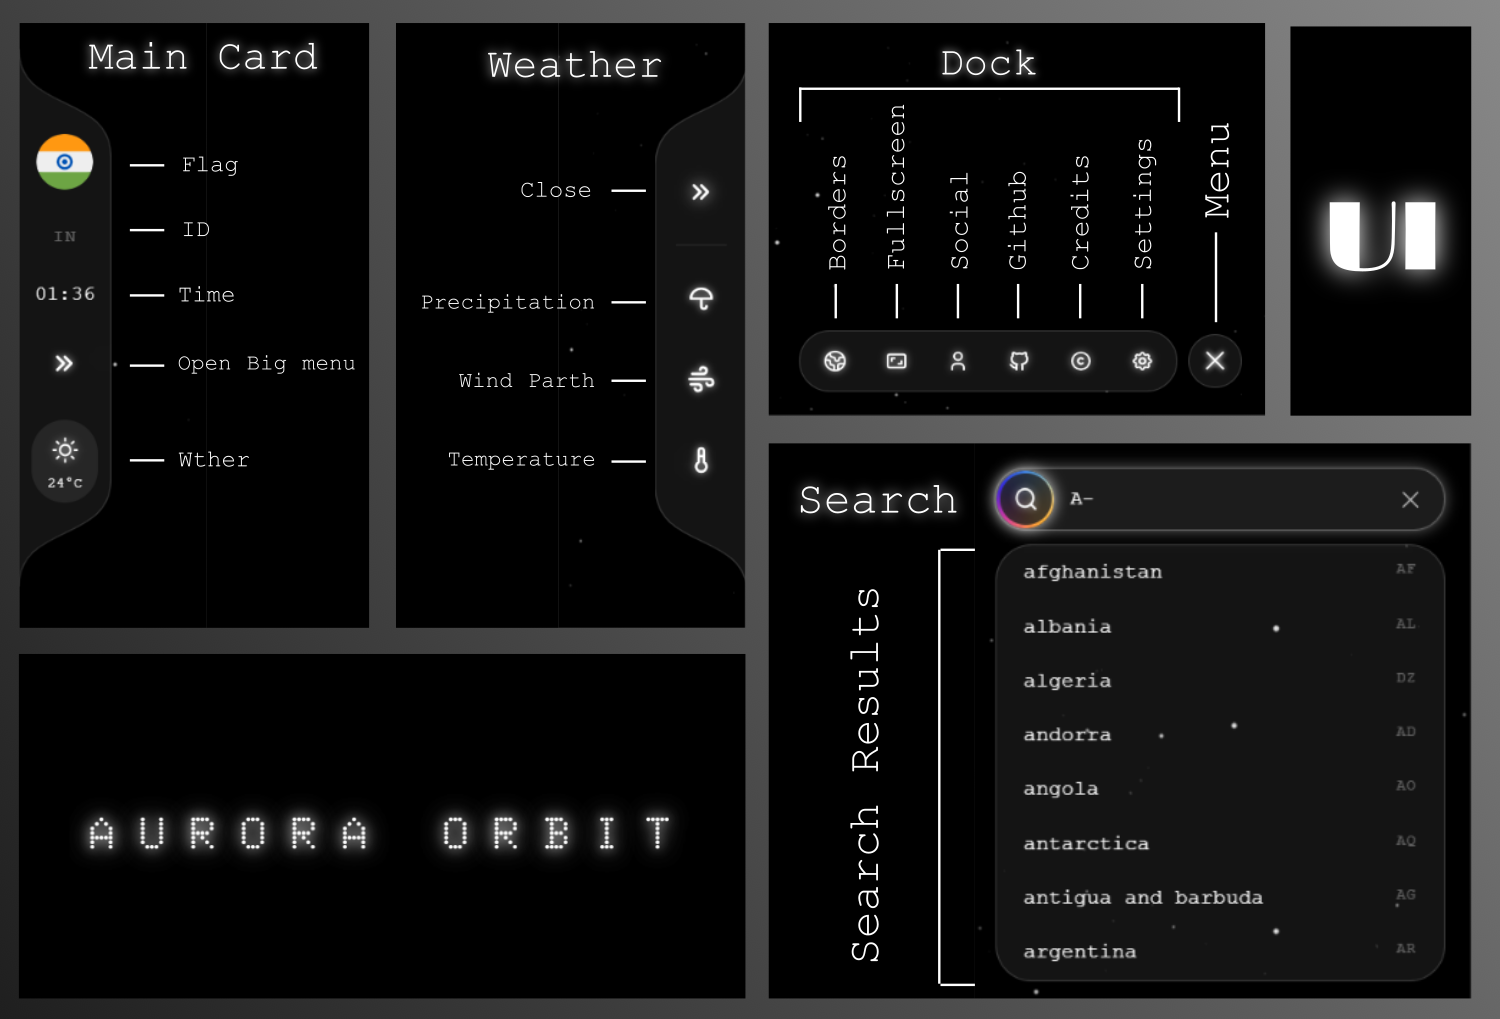 Main Card
Flag
IN
ID
01:36
Time
Open Big menu
24°C
Wther
Weather
Close
Precipitation
Wind Parth
Temperature
Dock
Borders
Fullscreen
Social
Github
Credits
Settings
Menu
UI
Search
A-
Search Results
afghanistan AF
albania AL
algeria DZ
andorra AD
angola AO
antarctica AQ
antigua and barbuda AG
argentina AR
AURORA ORBIT